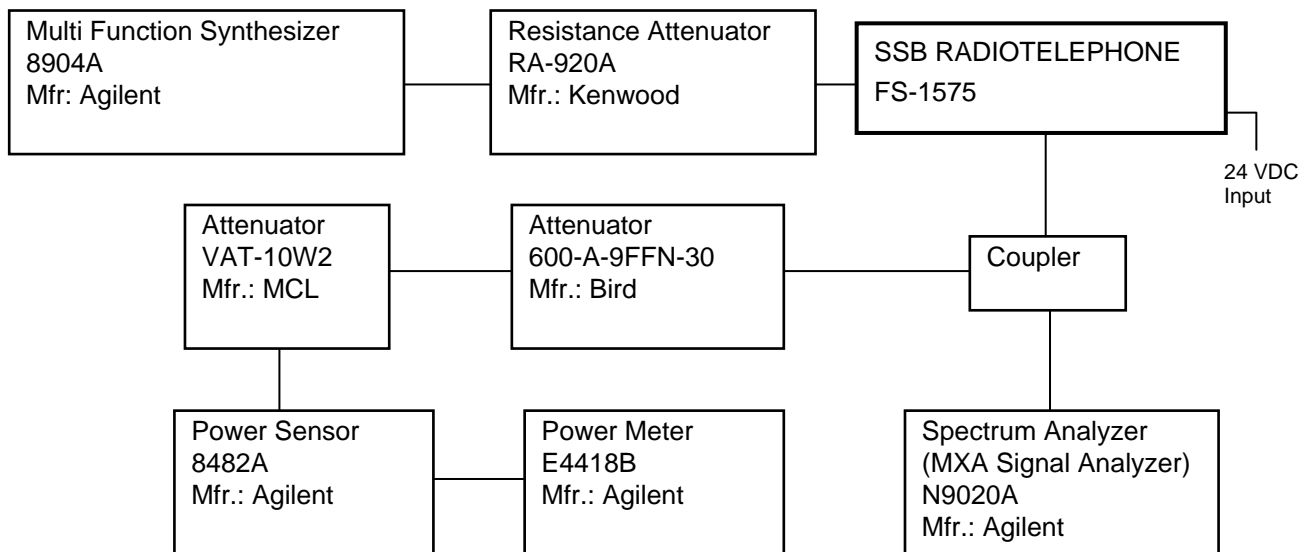 Multi Function Synthesizer
8904A
Mfr: Agilent
Resistance Attenuator
RA-920A
Mfr.: Kenwood
SSB RADIOTELEPHONE
FS-1575
24 VDC
Input
Attenuator
VAT-10W2
Mfr.: MCL
Attenuator
600-A-9FFN-30
Mfr.: Bird
Coupler
Power Sensor
8482A
Mfr.: Agilent
Power Meter
E4418B
Mfr.: Agilent
Spectrum Analyzer
(MXA Signal Analyzer)
N9020A
Mfr.: Agilent